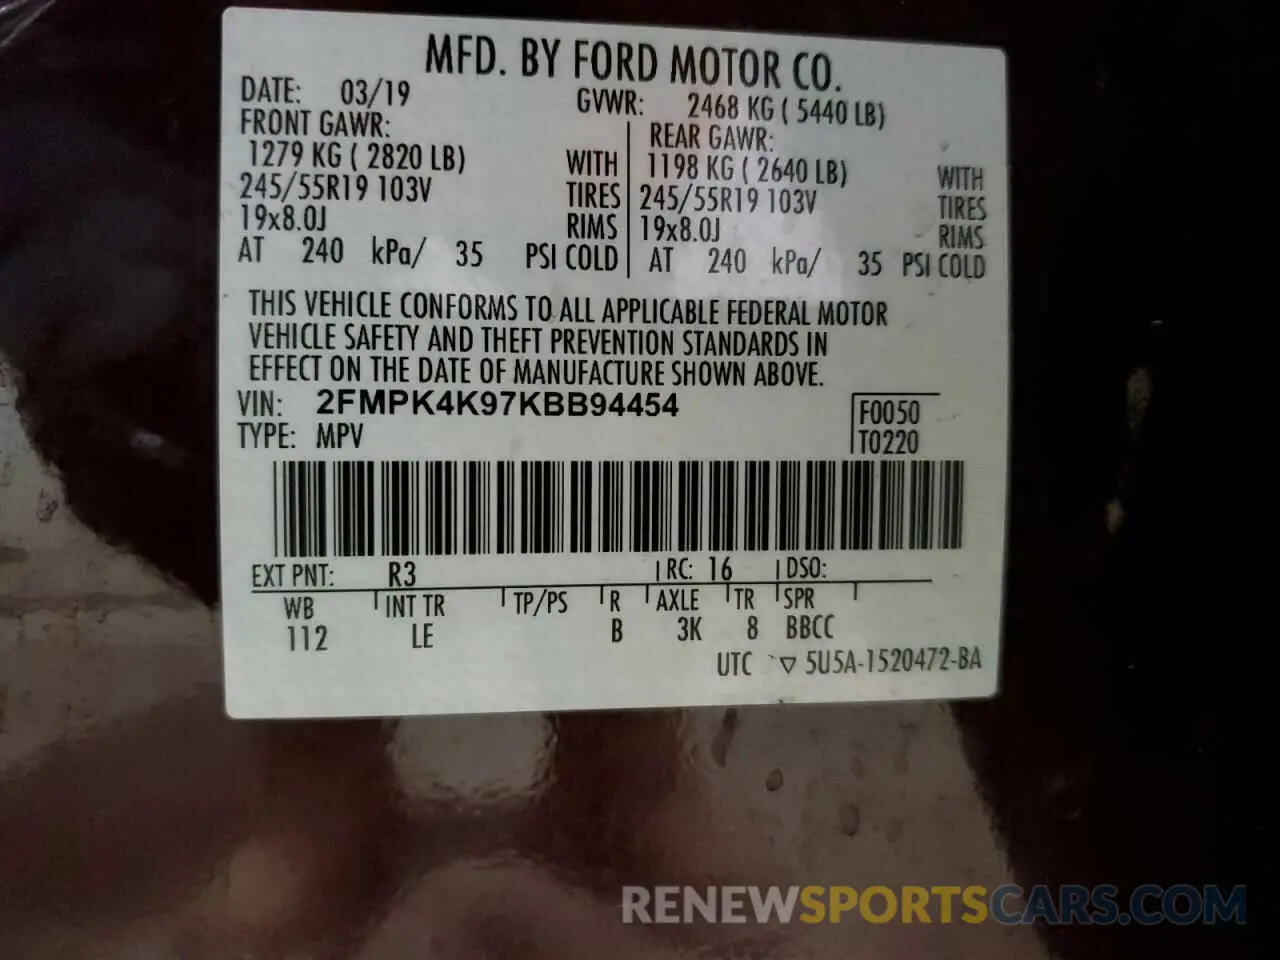 MFD. BY FORD MOTOR CO.
DATE: 03/19 GVWR: 2468 KG ( 5440 LB)
FRONT GAWR: REAR GAWR:
1279 KG ( 2820 LB) WITH 1198 KG ( 2640 LB) WITH
245/55R19 103V TIRES 245/55R19 103V TIRES
19x8.0J RIMS 19x8.0J RIMS
AT 240 kPa/ 35 PSI COLD AT 240 kPa/ 35 PSI COLD
THIS VEHICLE CONFORMS TO ALL APPLICABLE FEDERAL MOTOR
VEHICLE SAFETY AND THEFT PREVENTION STANDARDS IN
EFFECT ON THE DATE OF MANUFACTURE SHOWN ABOVE.
VIN: 2FMPK4K97KBB94454 F0050
TYPE: MPV T0220
EXT PNT: R3 RC: 16 DSO:
WB INT TR TP/PS R AXLE TR SPR
112 LE B 3K 8 BBCC
UTC ▽ 5U5A-1520472-BA
RENEWSPORTSCARS.COM